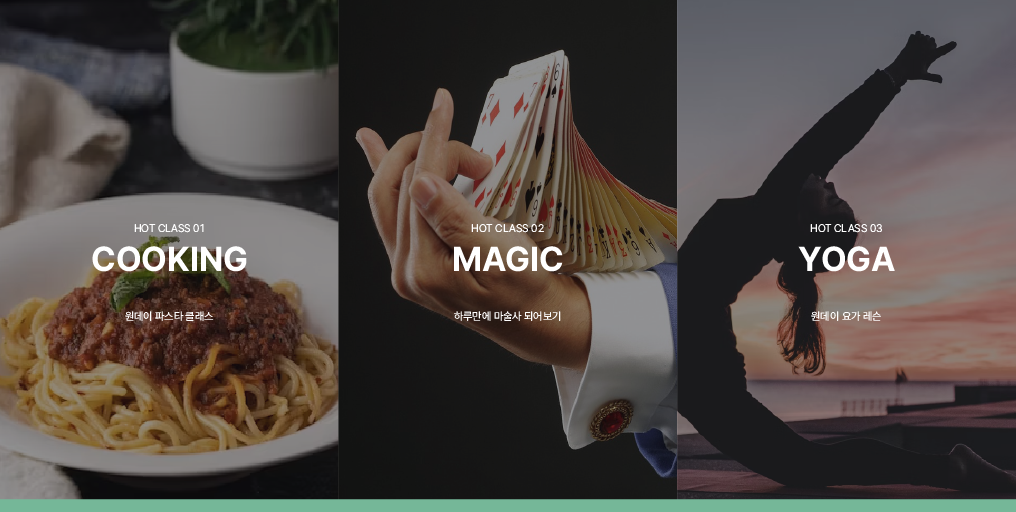 HOT CLASS 01
COOKING
원데이 파스타 클래스
HOT CLASS 02
MAGIC
하루만에 마술사 되어보기
HOT CLASS 03
YOGA
원데이 요가 레슨